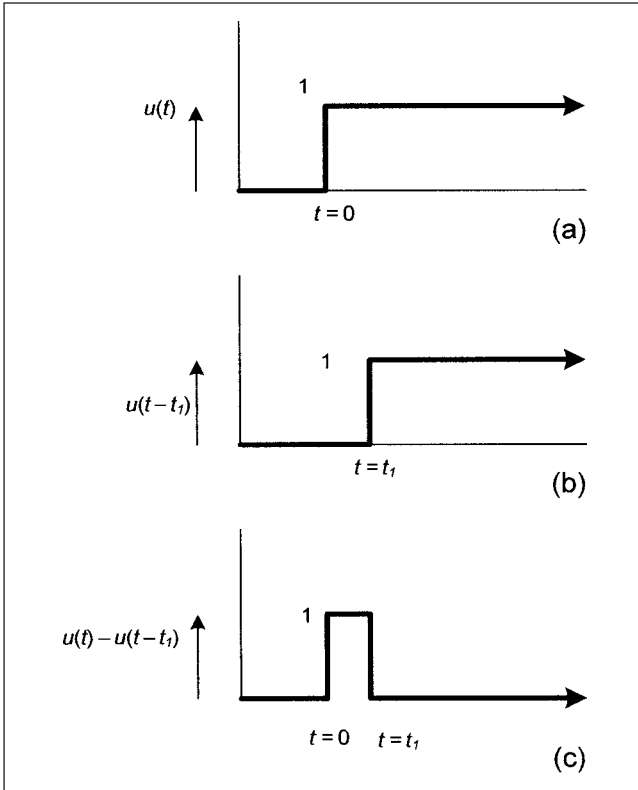 1
u(t)
t = 0
(a)
1
u(t – t₁)
t = t₁
(b)
1
u(t) – u(t – t₁)
t = 0 t = t₁
(c)